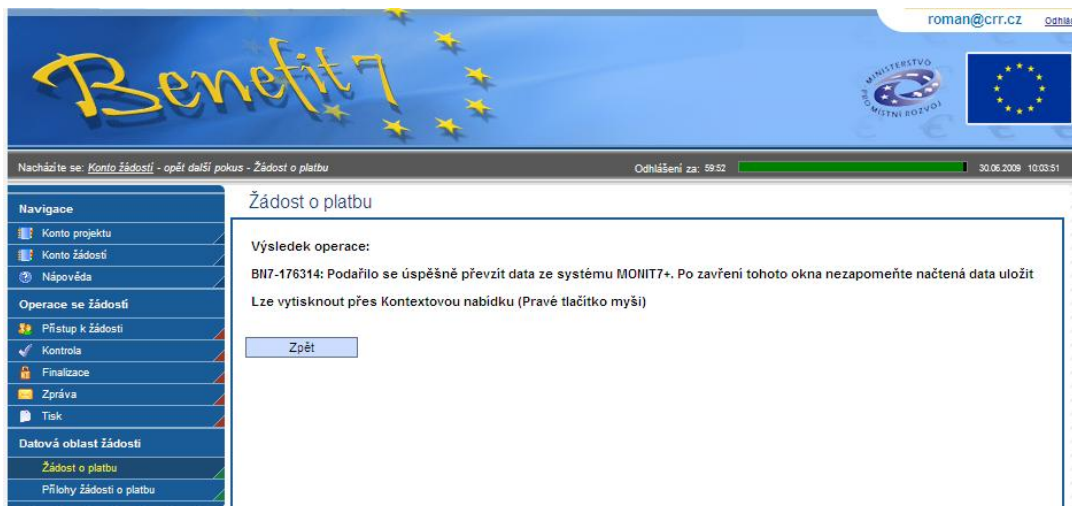 roman@crr.cz
Benefit 7
MINISTERSTVO
PRO MÍSTNÍ ROZVOJ
Nacházíte se: Konto žádostí - opět další pokus - Žádost o platbu
Odhlášení za: 59:52
30.06.2009 10:03:51
Navigace
Konto projektu
Konto žádostí
Nápověda
Operace se žádostí
Přístup k žádosti
Kontrola
Finalizace
Zpráva
Tisk
Datová oblast žádosti
Žádost o platbu
Přílohy žádosti o platbu
Žádost o platbu
Výsledek operace:
BN7-176314: Podařilo se úspěšně převzít data ze systému MONIT7+. Po zavření tohoto okna nezapomeňte načtená data uložit
Lze vytisknout přes Kontextovou nabídku (Pravé tlačítko myši)
Zpět